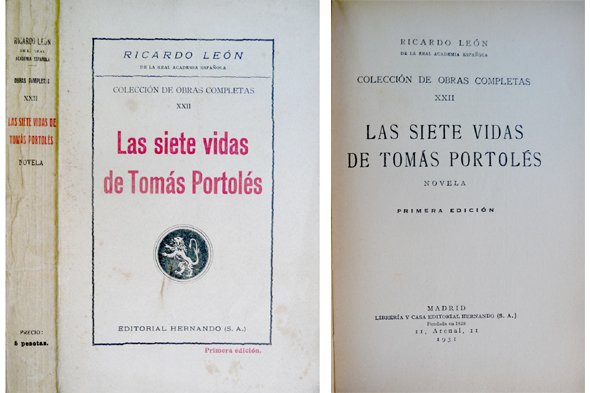 RICARDO LEÓN
DE LA REAL
ACADEMIA ESPAÑOLA
OBRAS COMPLETAS
XXII
LAS SIETE VIDAS DE
TOMÁS PORTOLÉS
NOVELA
PRECIO:
5 pesetas.
RICARDO LEÓN
DE LA REAL ACADEMIA ESPAÑOLA
COLECCIÓN DE OBRAS COMPLETAS
XXII
Las siete vidas
de Tomás Portolés
EDITORIAL HERNANDO (S. A.)
Primera edición.
RICARDO LEÓN
DE LA REAL ACADEMIA ESPAÑOLA
COLECCIÓN DE OBRAS COMPLETAS
XXII
LAS SIETE VIDAS
DE TOMÁS PORTOLÉS
NOVELA
PRIMERA EDICIÓN
MADRID
LIBRERÍA Y CASA EDITORIAL HERNANDO (S. A.)
Fundada en 1828
11, Arenal, 11
1931